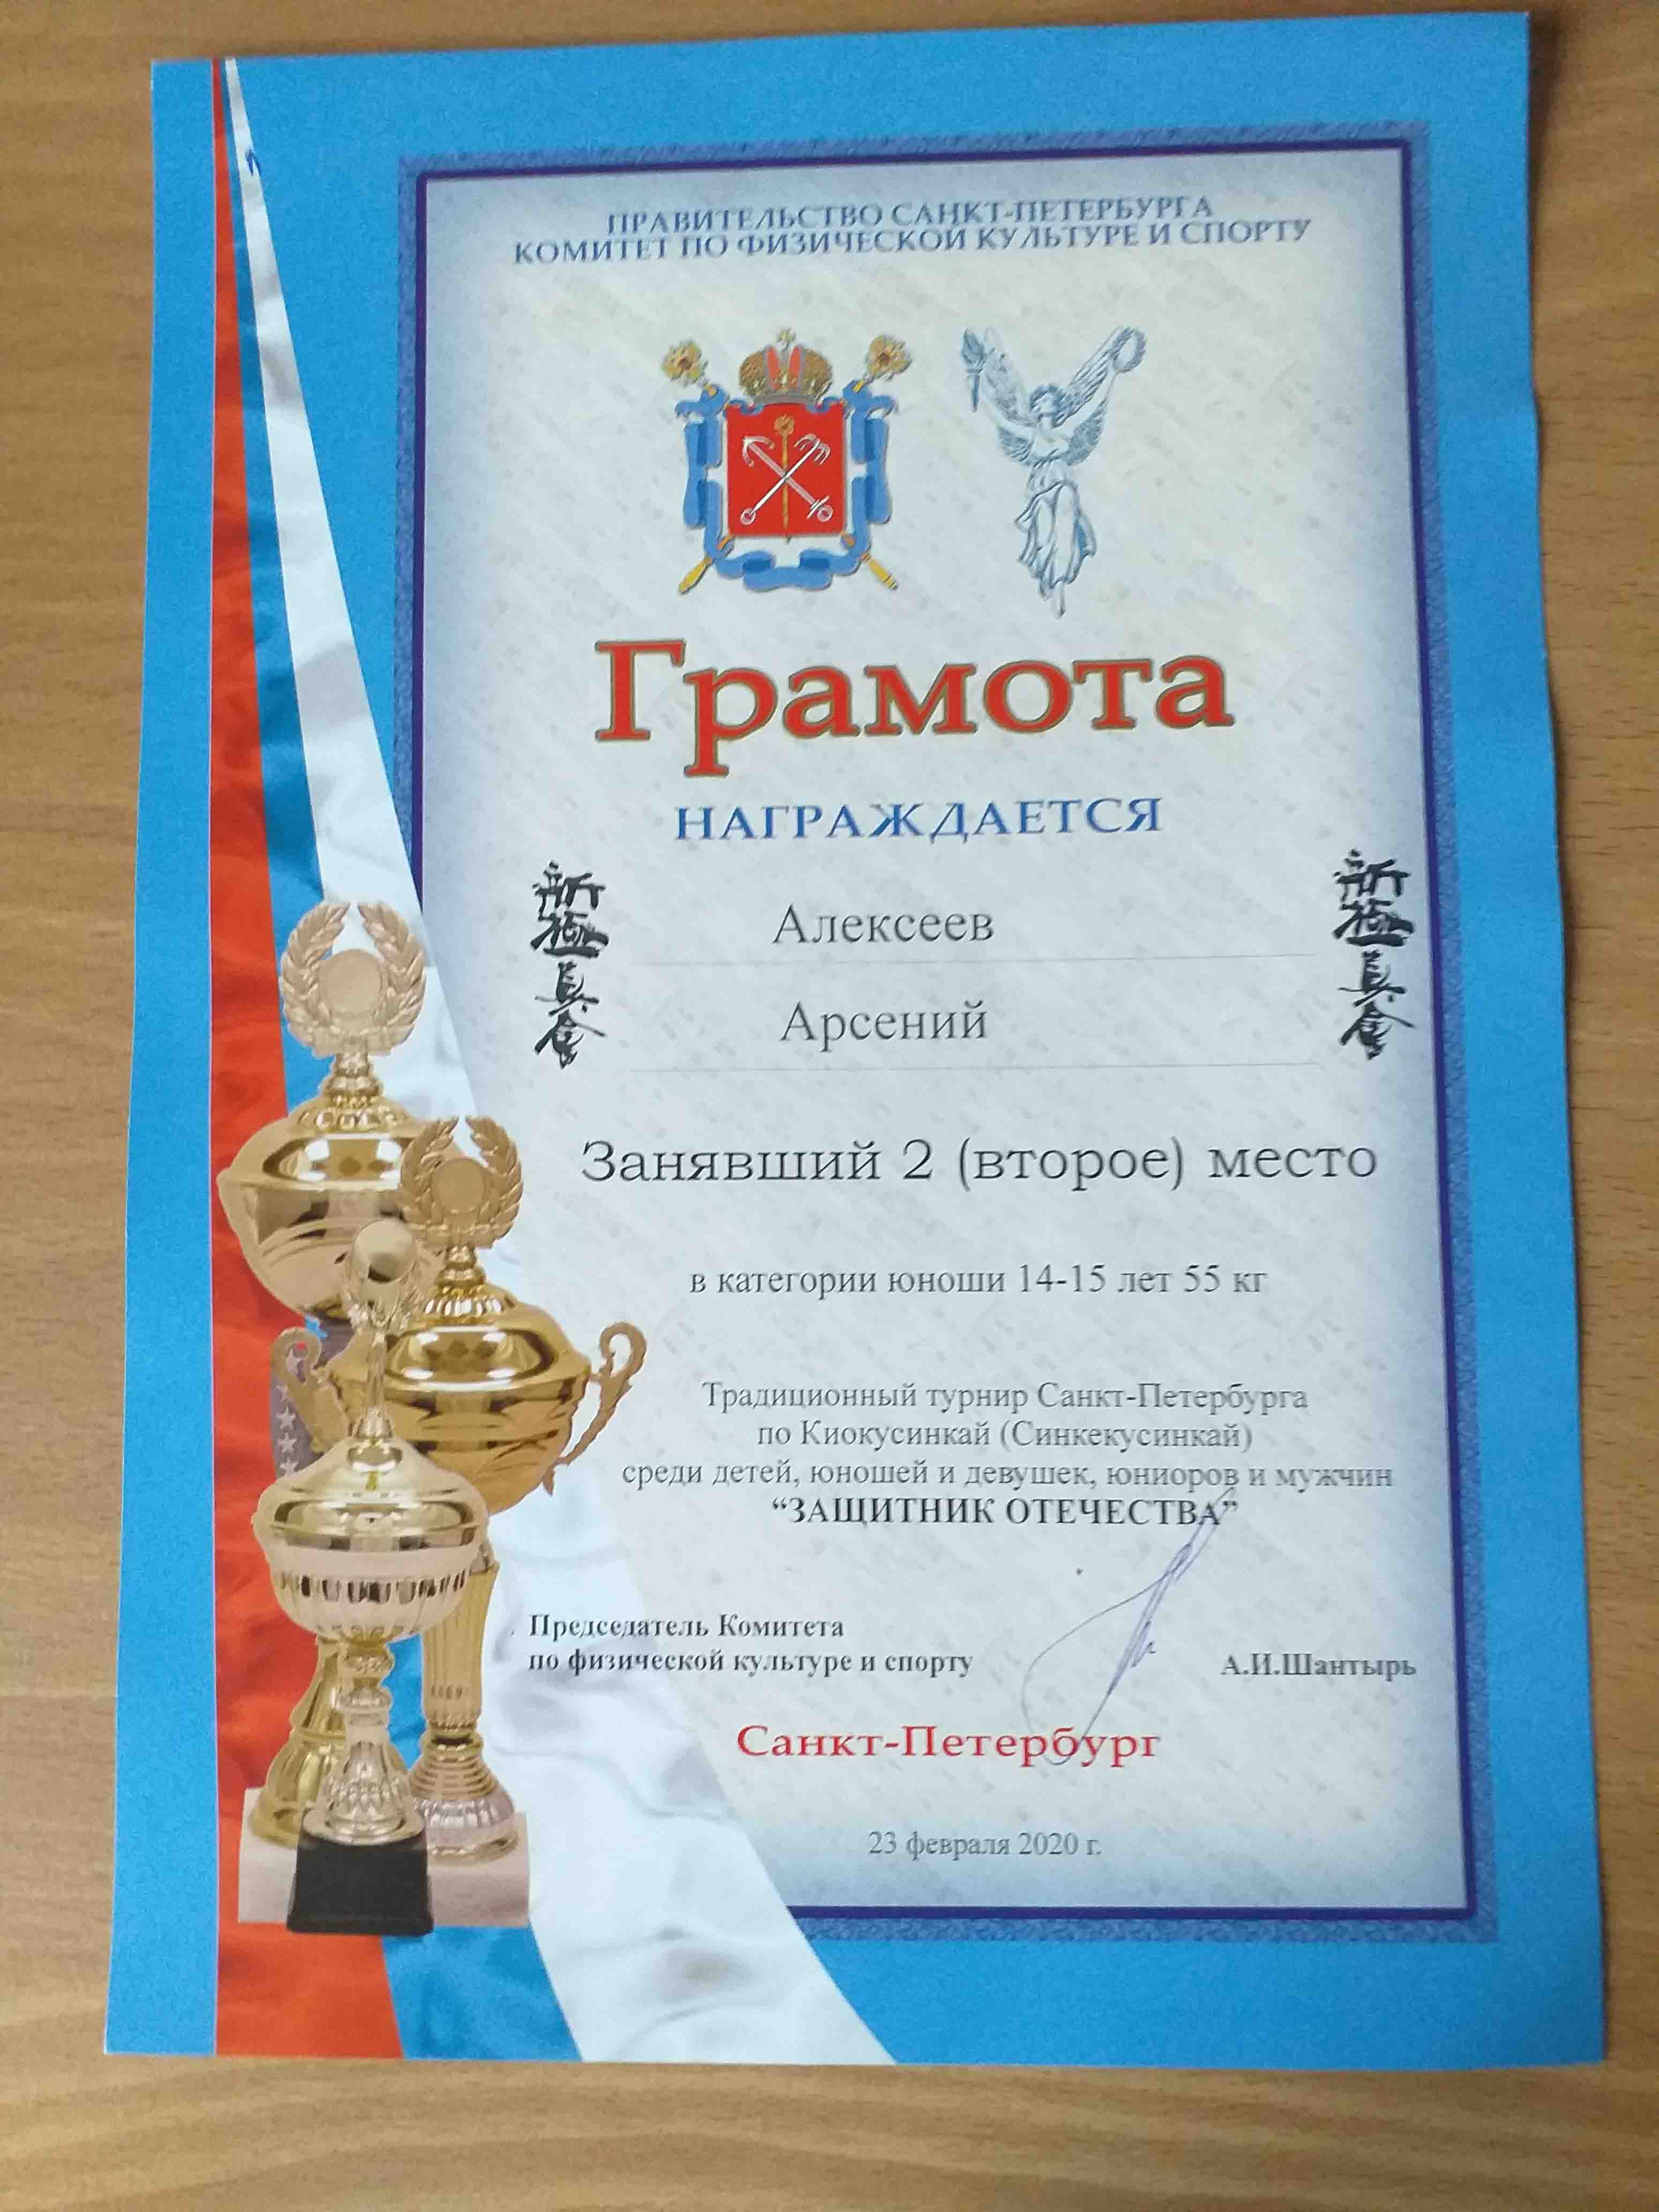 ПРАВИТЕЛЬСТВО САНКТ-ПЕТЕРБУРГА
КОМИТЕТ ПО ФИЗИЧЕСКОЙ КУЛЬТУРЕ И СПОРТУ
Грамота
НАГРАЖДАЕТСЯ
新極真会
新極真会
Алексеев
Арсений
Занявший 2 (второе) место
в категории юноши 14-15 лет 55 кг
Традиционный турнир Санкт-Петербурга
по Киокусинкай (Синкекусинкай)
среди детей, юношей и девушек, юниоров и мужчин
“ЗАЩИТНИК ОТЕЧЕСТВА”
Председатель Комитета
по физической культуре и спорту
А.И.Шантырь
Санкт-Петербург
23 февраля 2020 г.